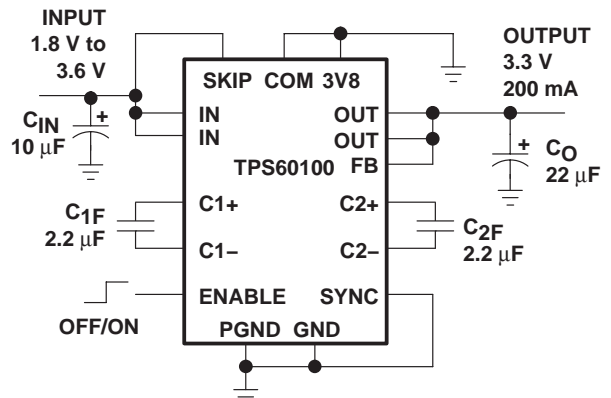 INPUT
1.8 V to
3.6 V
OUTPUT
3.3 V
200 mA
SKIP COM 3V8
IN
OUT
IN
OUT
TPS60100
FB
CIN
+
10 μF
+
CO
22 μF
C1F
2.2 μF
C1+
C2+
C1−
C2−
C2F
2.2 μF
ENABLE
SYNC
OFF/ON
PGND GND